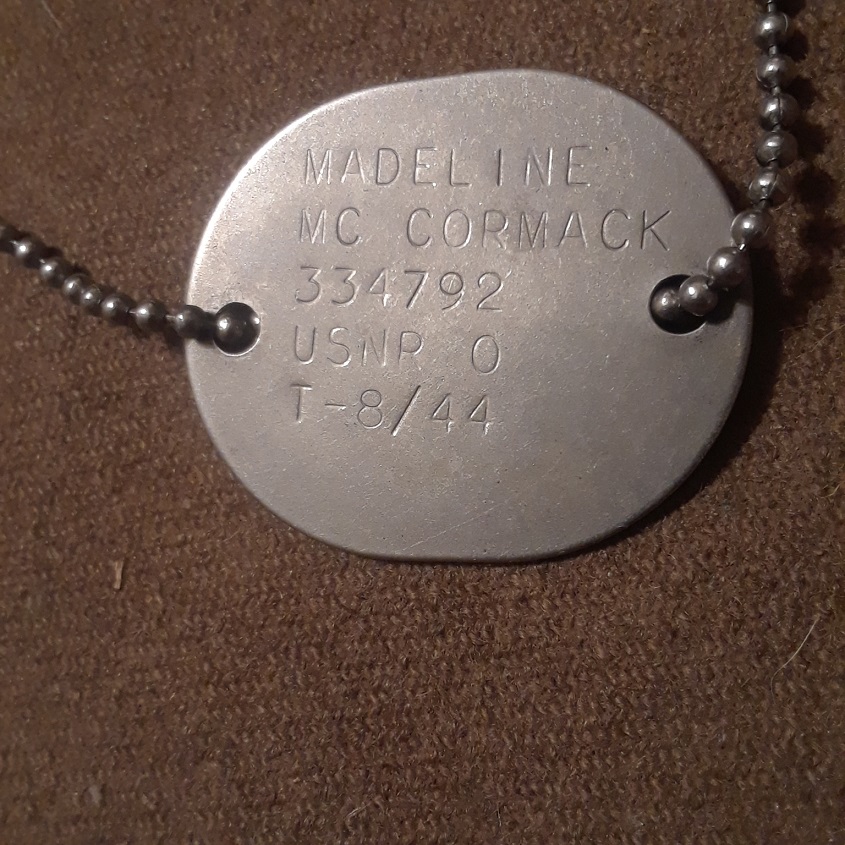 MADELINE
MC CORMACK
334792
USNR O
T-8/44